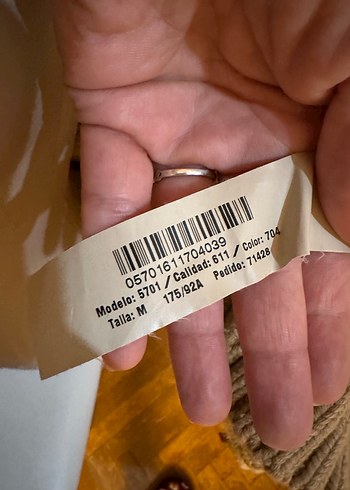 05701611704039
Modelo: 5701 / Calidad: 611 / Color: 704
Talla: M 175/92A Pedido: 71428